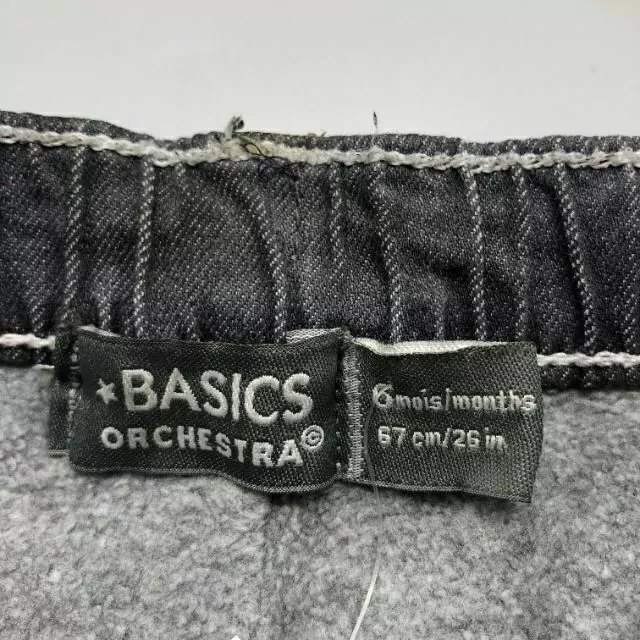 ★BASICS
ORCHESTRA©
6mois/months
67 cm/26 in